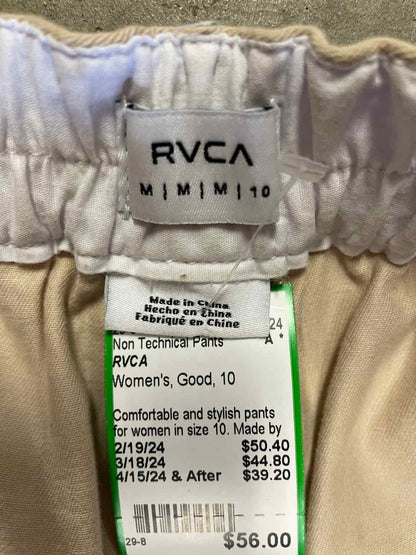 RVCA
M | M | M | 10
Made in China
Hecho en China
Fabriqué en Chine
24
Non Technical Pants A *
RVCA
Women's, Good, 10
Comfortable and stylish pants
for women in size 10. Made by
2/19/24 $50.40
3/18/24 $44.80
4/15/24 & After $39.20
29-8 $56.00